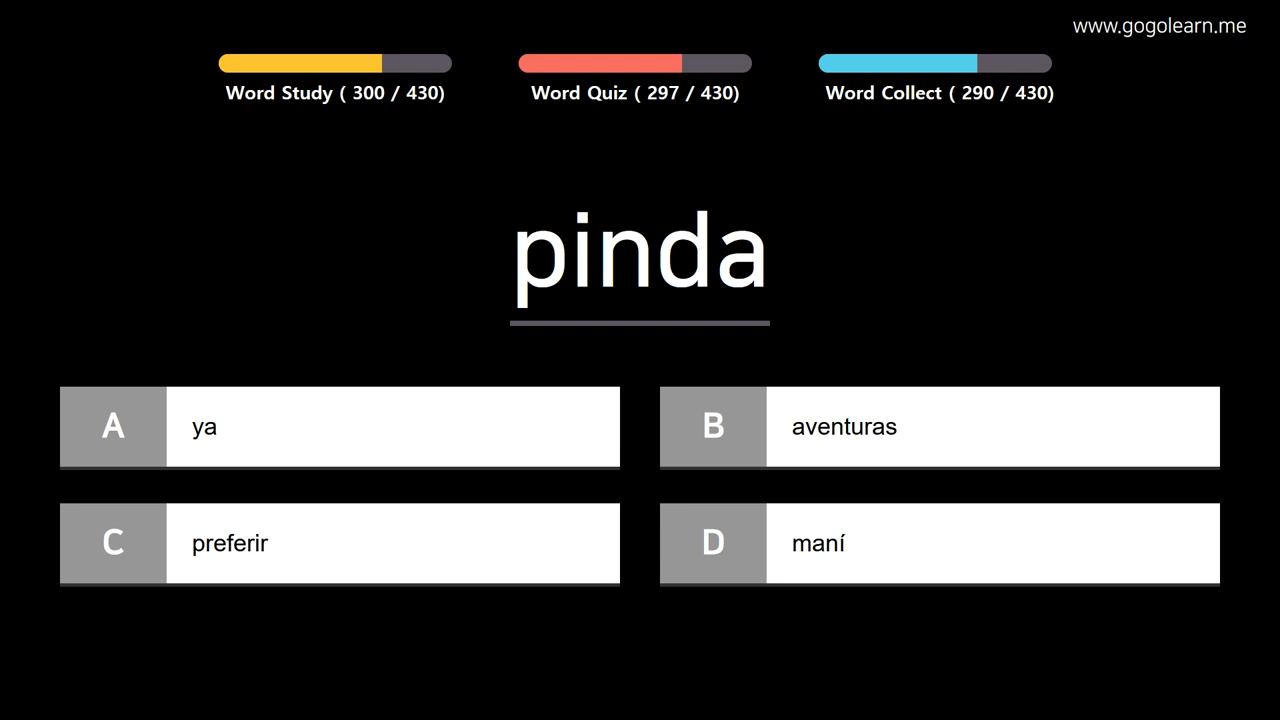 www.gogolearn.me
Word Study ( 300 / 430)
Word Quiz ( 297 / 430)
Word Collect ( 290 / 430)
pinda
A
ya
B
aventuras
C
preferir
D
maní